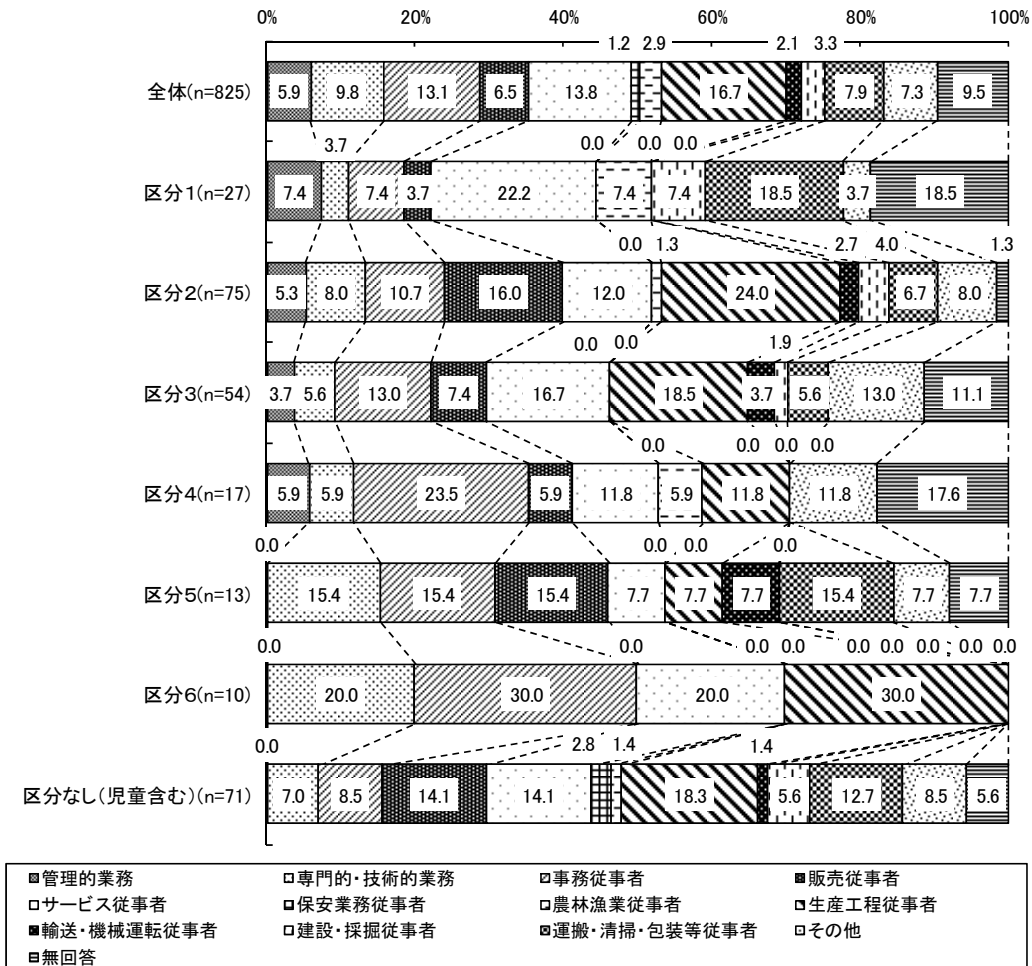 0% 20% 40% 60% 80% 100%
1.2 2.9 2.1 3.3
全体(n=825) 5.9 9.8 13.1 6.5 13.8 16.7 7.9 7.3 9.5
3.7 0.0 0.0 0.0
区分1(n=27) 7.4 7.4 3.7 22.2 7.4 7.4 18.5 3.7 18.5
0.0 1.3 2.7 4.0 1.3
区分2(n=75) 5.3 8.0 10.7 16.0 12.0 24.0 6.7 8.0
0.0 0.0 1.9
区分3(n=54) 3.7 5.6 13.0 7.4 16.7 18.5 3.7 5.6 13.0 11.1
0.0 0.0 0.0 0.0
区分4(n=17) 5.9 5.9 23.5 5.9 11.8 5.9 11.8 11.8 17.6
0.0 0.0 0.0 0.0
区分5(n=13) 15.4 15.4 15.4 7.7 7.7 7.7 15.4 7.7 7.7
0.0 0.0 0.0 0.0 0.0 0.0 0.0 0.0 0.0
区分6(n=10) 20.0 30.0 20.0 30.0
0.0 2.8 1.4 1.4
区分なし(児童含む)(n=71) 7.0 8.5 14.1 14.1 18.3 5.6 12.7 8.5 5.6
管理的業務 専門的・技術的業務 事務従事者 販売従事者
サービス従事者 保安業務従事者 農林漁業従事者 生産工程従事者
輸送・機械運転従事者 建設・採掘従事者 運搬・清掃・包装等従事者 その他
無回答